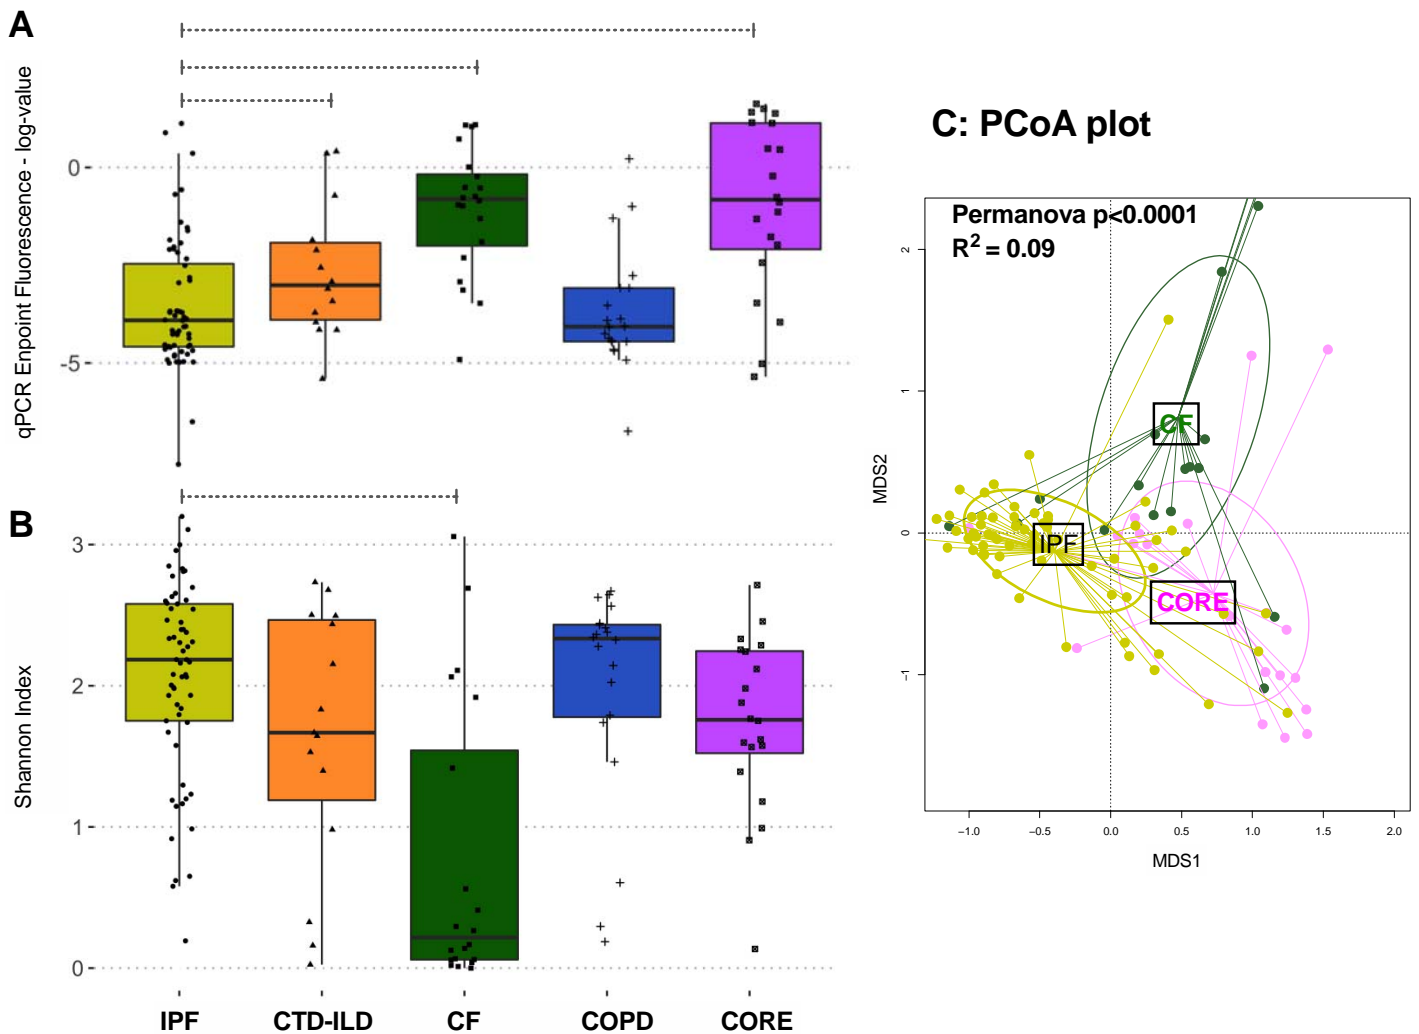 A
qPCR Enpoint Fluorescence - log-value
0
-5
B
Shannon Index
3
2
1
0
IPF CTD-ILD CF COPD CORE
C: PCoA plot
Permanova p<0.0001
R² = 0.09
CF
IPF
CORE
MDS2
2
1
0
−1
−1.0 −0.5 0.0 0.5 1.0 1.5 2.0
MDS1